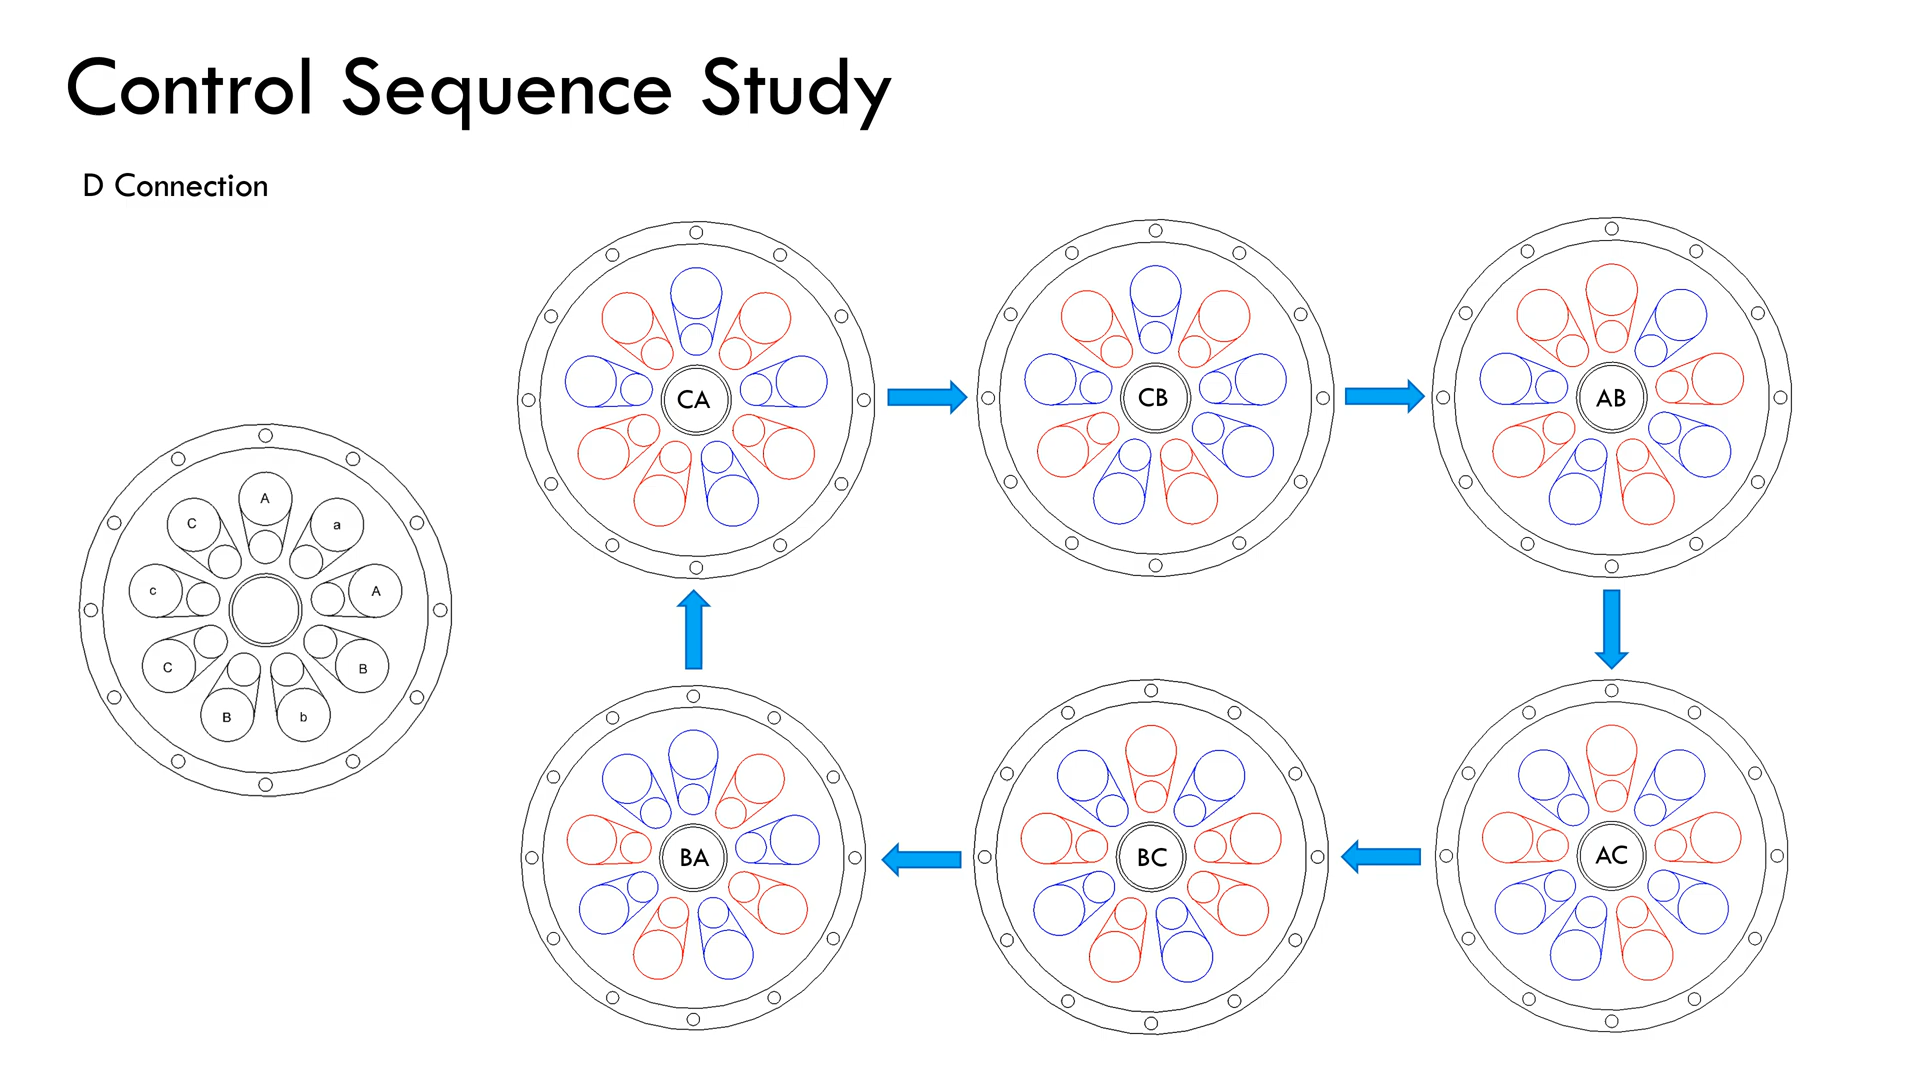 Control Sequence Study
D Connection
CA
CB
AB
A
C
a
c
A
C
B
B
b
BA
BC
AC